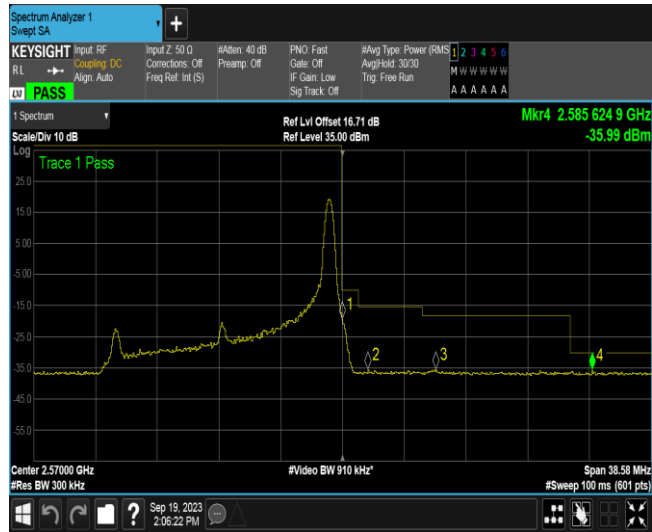 Spectrum Analyzer 1
Swept SA
+
KEYSIGHT Input: RF Input Z: 50 Ω #Atten: 40 dB PNO: Fast #Avg Type: Power (RMS 1 2 3 4 5 6
RL Coupling: DC Corrections: Off Preamp: Off Gate: Off Avg|Hold: 30/30 M W W W W W
Align: Auto Freq Ref: Int (S) IF Gain: Low Trig: Free Run
LXI PASS Sig Track: Off A A A A A A
1 Spectrum Ref Lvl Offset 16.71 dB Mkr4 2.585 624 9 GHz
Scale/Div 10 dB Ref Level 35.00 dBm -35.99 dBm
Log
Trace 1 Pass
25.0
15.0
5.00
-5.00
-15.0
1
-25.0
2 3 4
-35.0
-45.0
-55.0
Center 2.57000 GHz #Video BW 910 kHz* Span 38.58 MHz
#Res BW 300 kHz #Sweep 100 ms (601 pts)
? Sep 19, 2023
2:06:22 PM